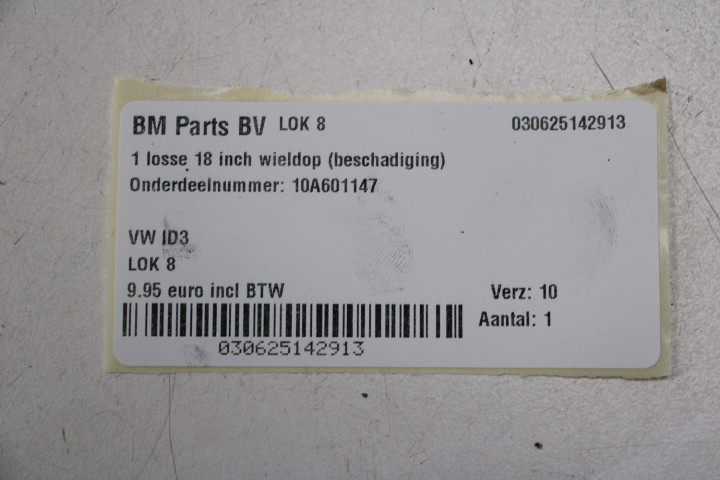 BM Parts BV LOK 8 030625142913
1 losse 18 inch wieldop (beschadiging)
Onderdeelnummer: 10A601147
VW ID3
LOK 8
9.95 euro incl BTW Verz: 10
Aantal: 1
030625142913